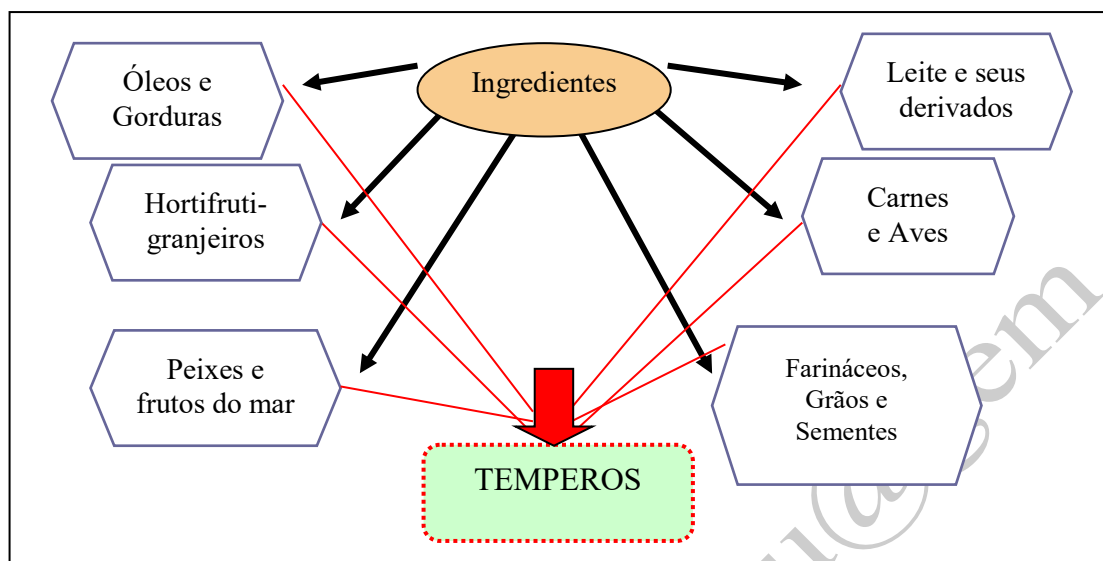 Ingredientes
Óleos e
Gorduras
Leite e seus
derivados
Hortifruti-
granjeiros
Carnes
e Aves
Peixes e
frutos do mar
Farináceos,
Grãos e
Sementes
TEMPEROS